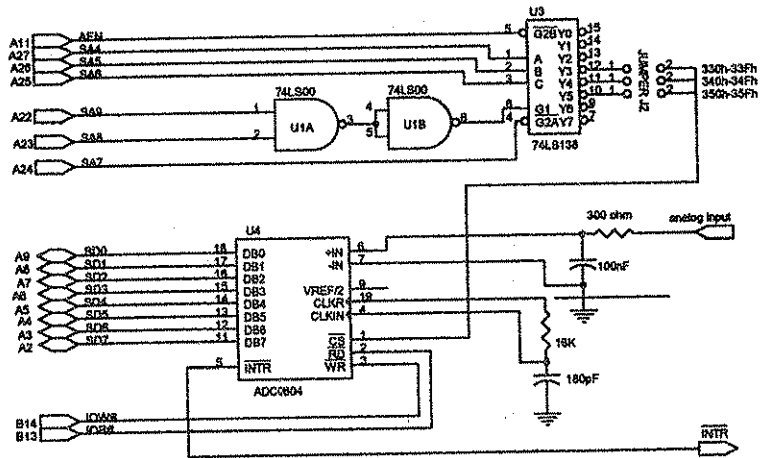 U3
A11 AEN 5 G2B Y0 15
Y1 14
A27 SA4 1 A Y2 13
A26 SA5 2 B Y3 12 1 2 330h-33Fh
A25 SA6 3 C Y4 11 1 2 340h-34Fh
Y5 10 1 2 350h-35Fh
JUMPER J2
74LS00 74LS00
A22 SA9 1 3 4 6 6 G1 Y6 9
U1A U1B
A23 SA8 2 5 4 G2A Y7 7
74LS138
A24 SA7
U4
300 ohm analog input
A9 SD0 18 DB0 +IN 6
A8 SD1 17 DB1 -IN 7 100nF
A7 SD2 16 DB2
A6 SD3 15 DB3 VREF/2 9
A5 SD4 14 DB4 CLKR 19
A4 SD5 13 DB5 CLKIN 4
A3 SD6 12 DB6
A2 SD7 11 DB7 CS 1 16K
RD 2
5 INTR WR 3
ADC0804 180pF
B14 IOW#
B13 IOR#
INTR